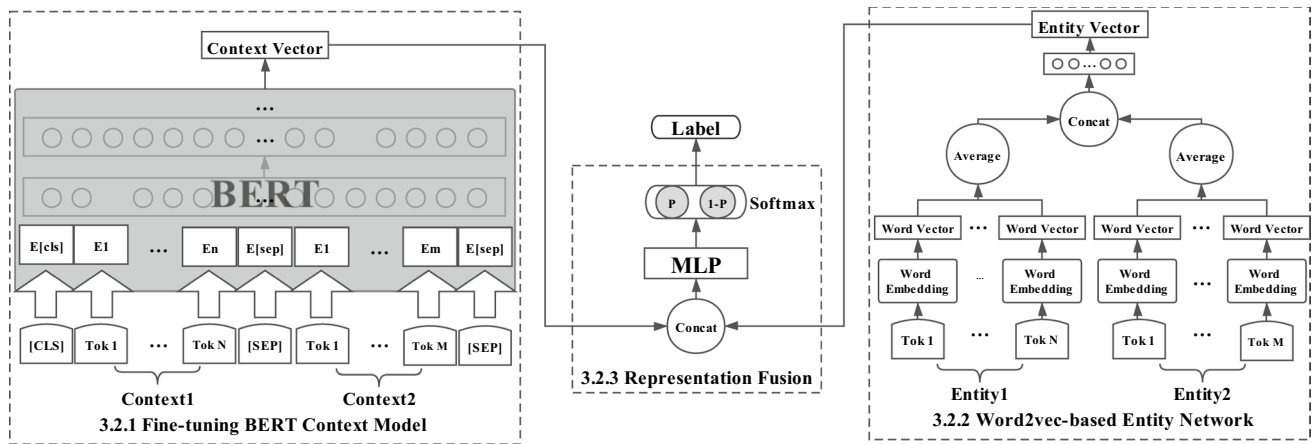 Context Vector
...
...
BERT
...
E[cls] E1 ... En E[sep] E1 ... Em E[sep]
[CLS] Tok 1 ... Tok N [SEP] Tok 1 ... Tok M [SEP]
Context1 Context2
3.2.1 Fine-tuning BERT Context Model
Label
P 1-P Softmax
MLP
Concat
3.2.3 Representation Fusion
Entity Vector
...
Concat
Average Average
Word Vector ... Word Vector Word Vector ... Word Vector
Word Embedding ... Word Embedding Word Embedding ... Word Embedding
Tok 1 ... Tok N Tok 1 ... Tok M
Entity1 Entity2
3.2.2 Word2vec-based Entity Network